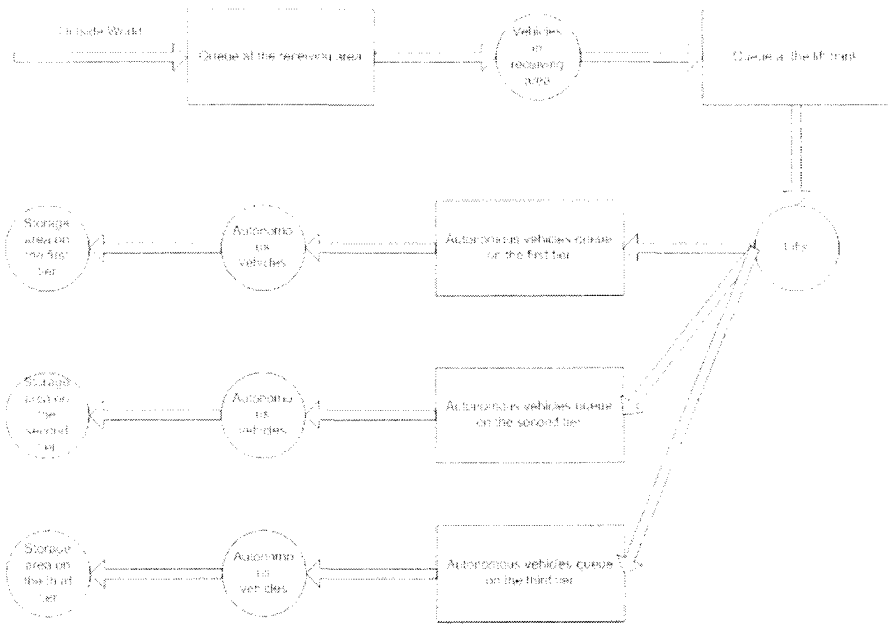 Outside World
Queue at the receiving area
Vehicles
in
receiving
area
Queue at the lift
Storage
area on
the first
tier
Autonomo
us
vehicles
Autonomous vehicles queue
on the first tier
Lifts
Storage
area on
the
second
tier
Autonomo
us
vehicles
Autonomous vehicles queue
on the second tier
Storage
area on
the third
tier
Autonomo
us
vehicles
Autonomous vehicles queue
on the third tier